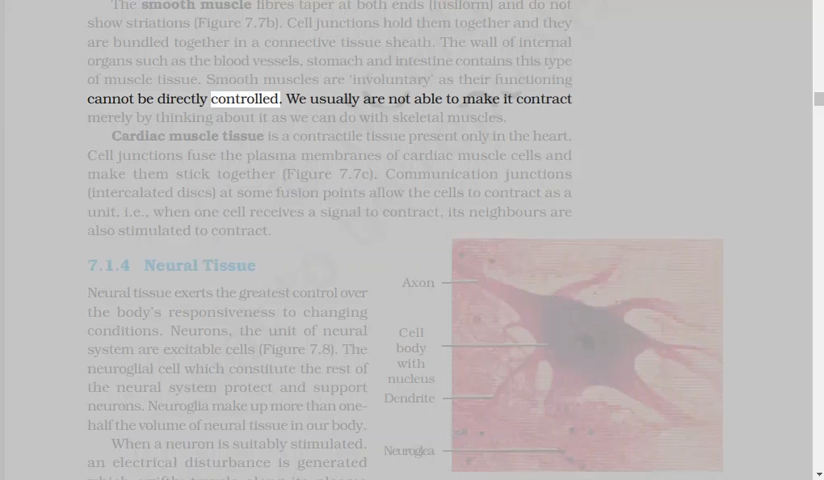 The smooth muscle fibres taper at both ends (fusiform) and do not
show striations (Figure 7.7b). Cell junctions hold them together and they
are bundled together in a connective tissue sheath. The wall of internal
organs such as the blood vessels, stomach and intestine contains this type
of muscle tissue. Smooth muscles are 'involuntary' as their functioning
cannot be directly controlled. We usually are not able to make it contract
merely by thinking about it as we can do with skeletal muscles.
Cardiac muscle tissue is a contractile tissue present only in the heart.
Cell junctions fuse the plasma membranes of cardiac muscle cells and
make them stick together (Figure 7.7c). Communication junctions
(intercalated discs) at some fusion points allow the cells to contract as a
unit, i.e., when one cell receives a signal to contract, its neighbours are
also stimulated to contract.
7.1.4 Neural Tissue
Neural tissue exerts the greatest control over
the body's responsiveness to changing
conditions. Neurons, the unit of neural
system are excitable cells (Figure 7.8). The
neuroglial cell which constitute the rest of
the neural system protect and support
neurons. Neuroglia make up more than one-
half the volume of neural tissue in our body.
When a neuron is suitably stimulated,
an electrical disturbance is generated
Axon
Cell
body
with
nucleus
Dendrite
Neuroglea